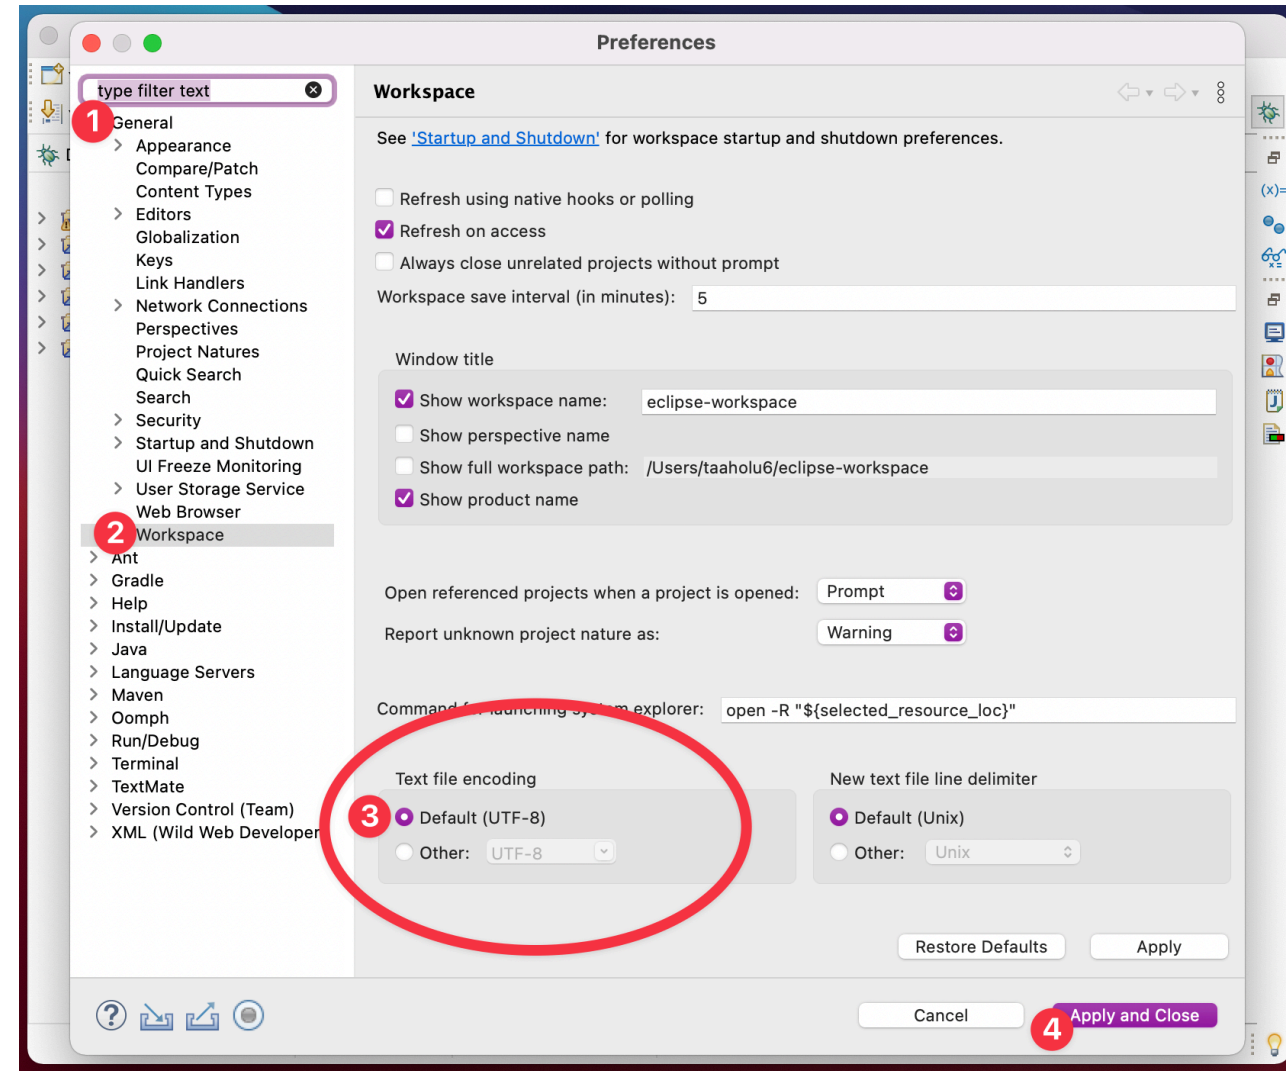 Preferences
type filter text
1
General
Appearance
Compare/Patch
Content Types
Editors
Globalization
Keys
Link Handlers
Network Connections
Perspectives
Project Natures
Quick Search
Search
Security
Startup and Shutdown
UI Freeze Monitoring
User Storage Service
Web Browser
2
Workspace
Ant
Gradle
Help
Install/Update
Java
Language Servers
Maven
Oomph
Run/Debug
Terminal
TextMate
Version Control (Team)
XML (Wild Web Developer
Workspace
See 'Startup and Shutdown' for workspace startup and shutdown preferences.
Refresh using native hooks or polling
Refresh on access
Always close unrelated projects without prompt
Workspace save interval (in minutes): 5
Window title
Show workspace name: eclipse-workspace
Show perspective name
Show full workspace path: /Users/taaholu6/eclipse-workspace
Show product name
Open referenced projects when a project is opened: Prompt
Report unknown project nature as: Warning
Command for launching system explorer: open -R "${selected_resource_loc}"
Text file encoding
3 Default (UTF-8)
Other: UTF-8
New text file line delimiter
Default (Unix)
Other: Unix
Restore Defaults Apply
Cancel 4 Apply and Close
(x)=